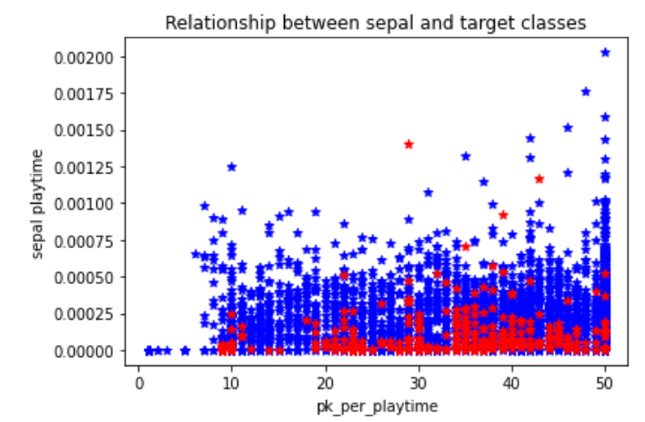 Relationship between sepal and target classes
0.00200
0.00175
0.00150
0.00125
0.00100
0.00075
0.00050
0.00025
0.00000
sepal playtime
0 10 20 30 40 50
pk_per_playtime